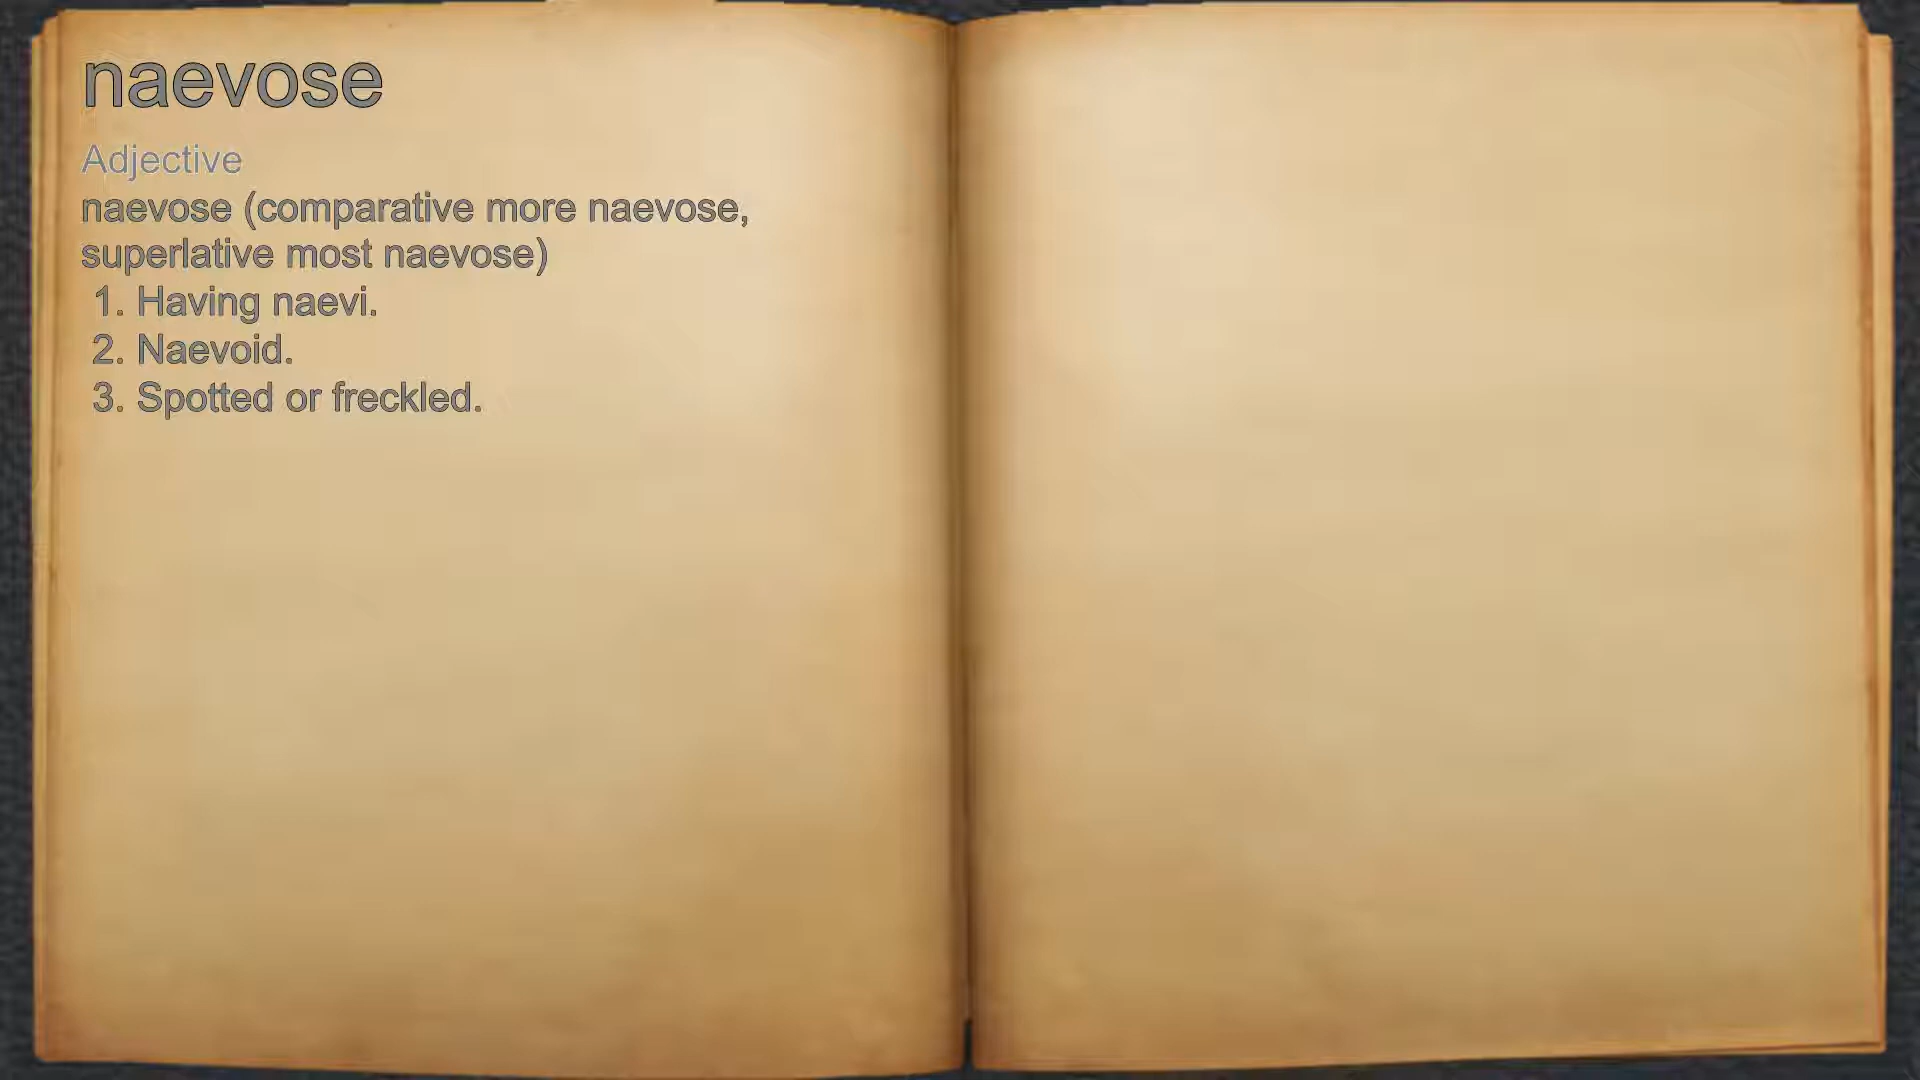 naevose
Adjective
naevose (comparative more naevose,
superlative most naevose)
1. Having naevi.
2. Naevoid.
3. Spotted or freckled.